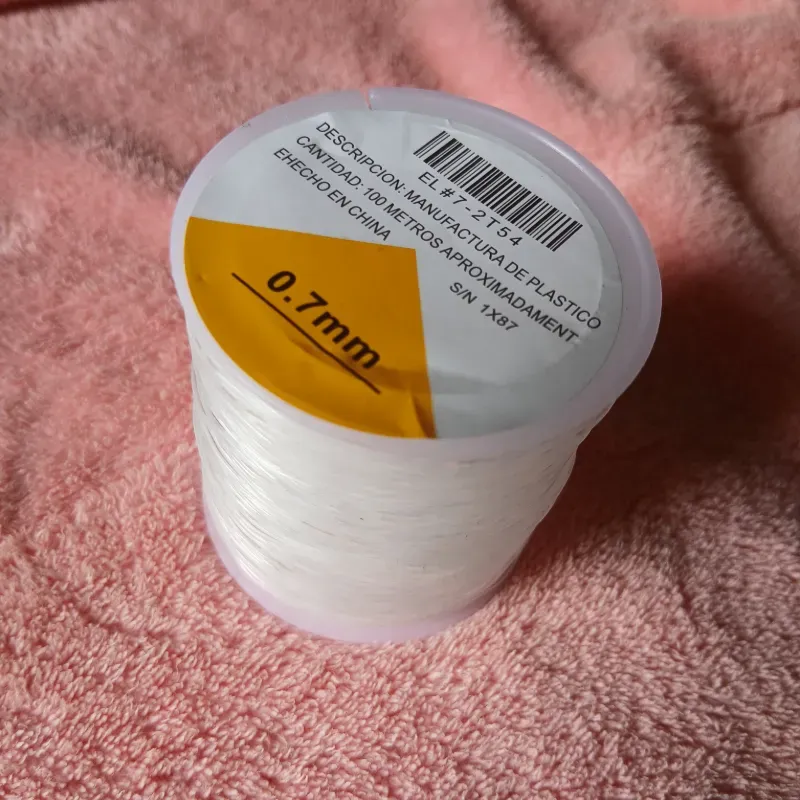 EL#7-2T54
DESCRIPCION: MANUFACTURA DE PLASTICO
CANTIDAD: 100 METROS APROXIMADAMENT
EHECHO EN CHINA
S/N 1X87
0.7mm